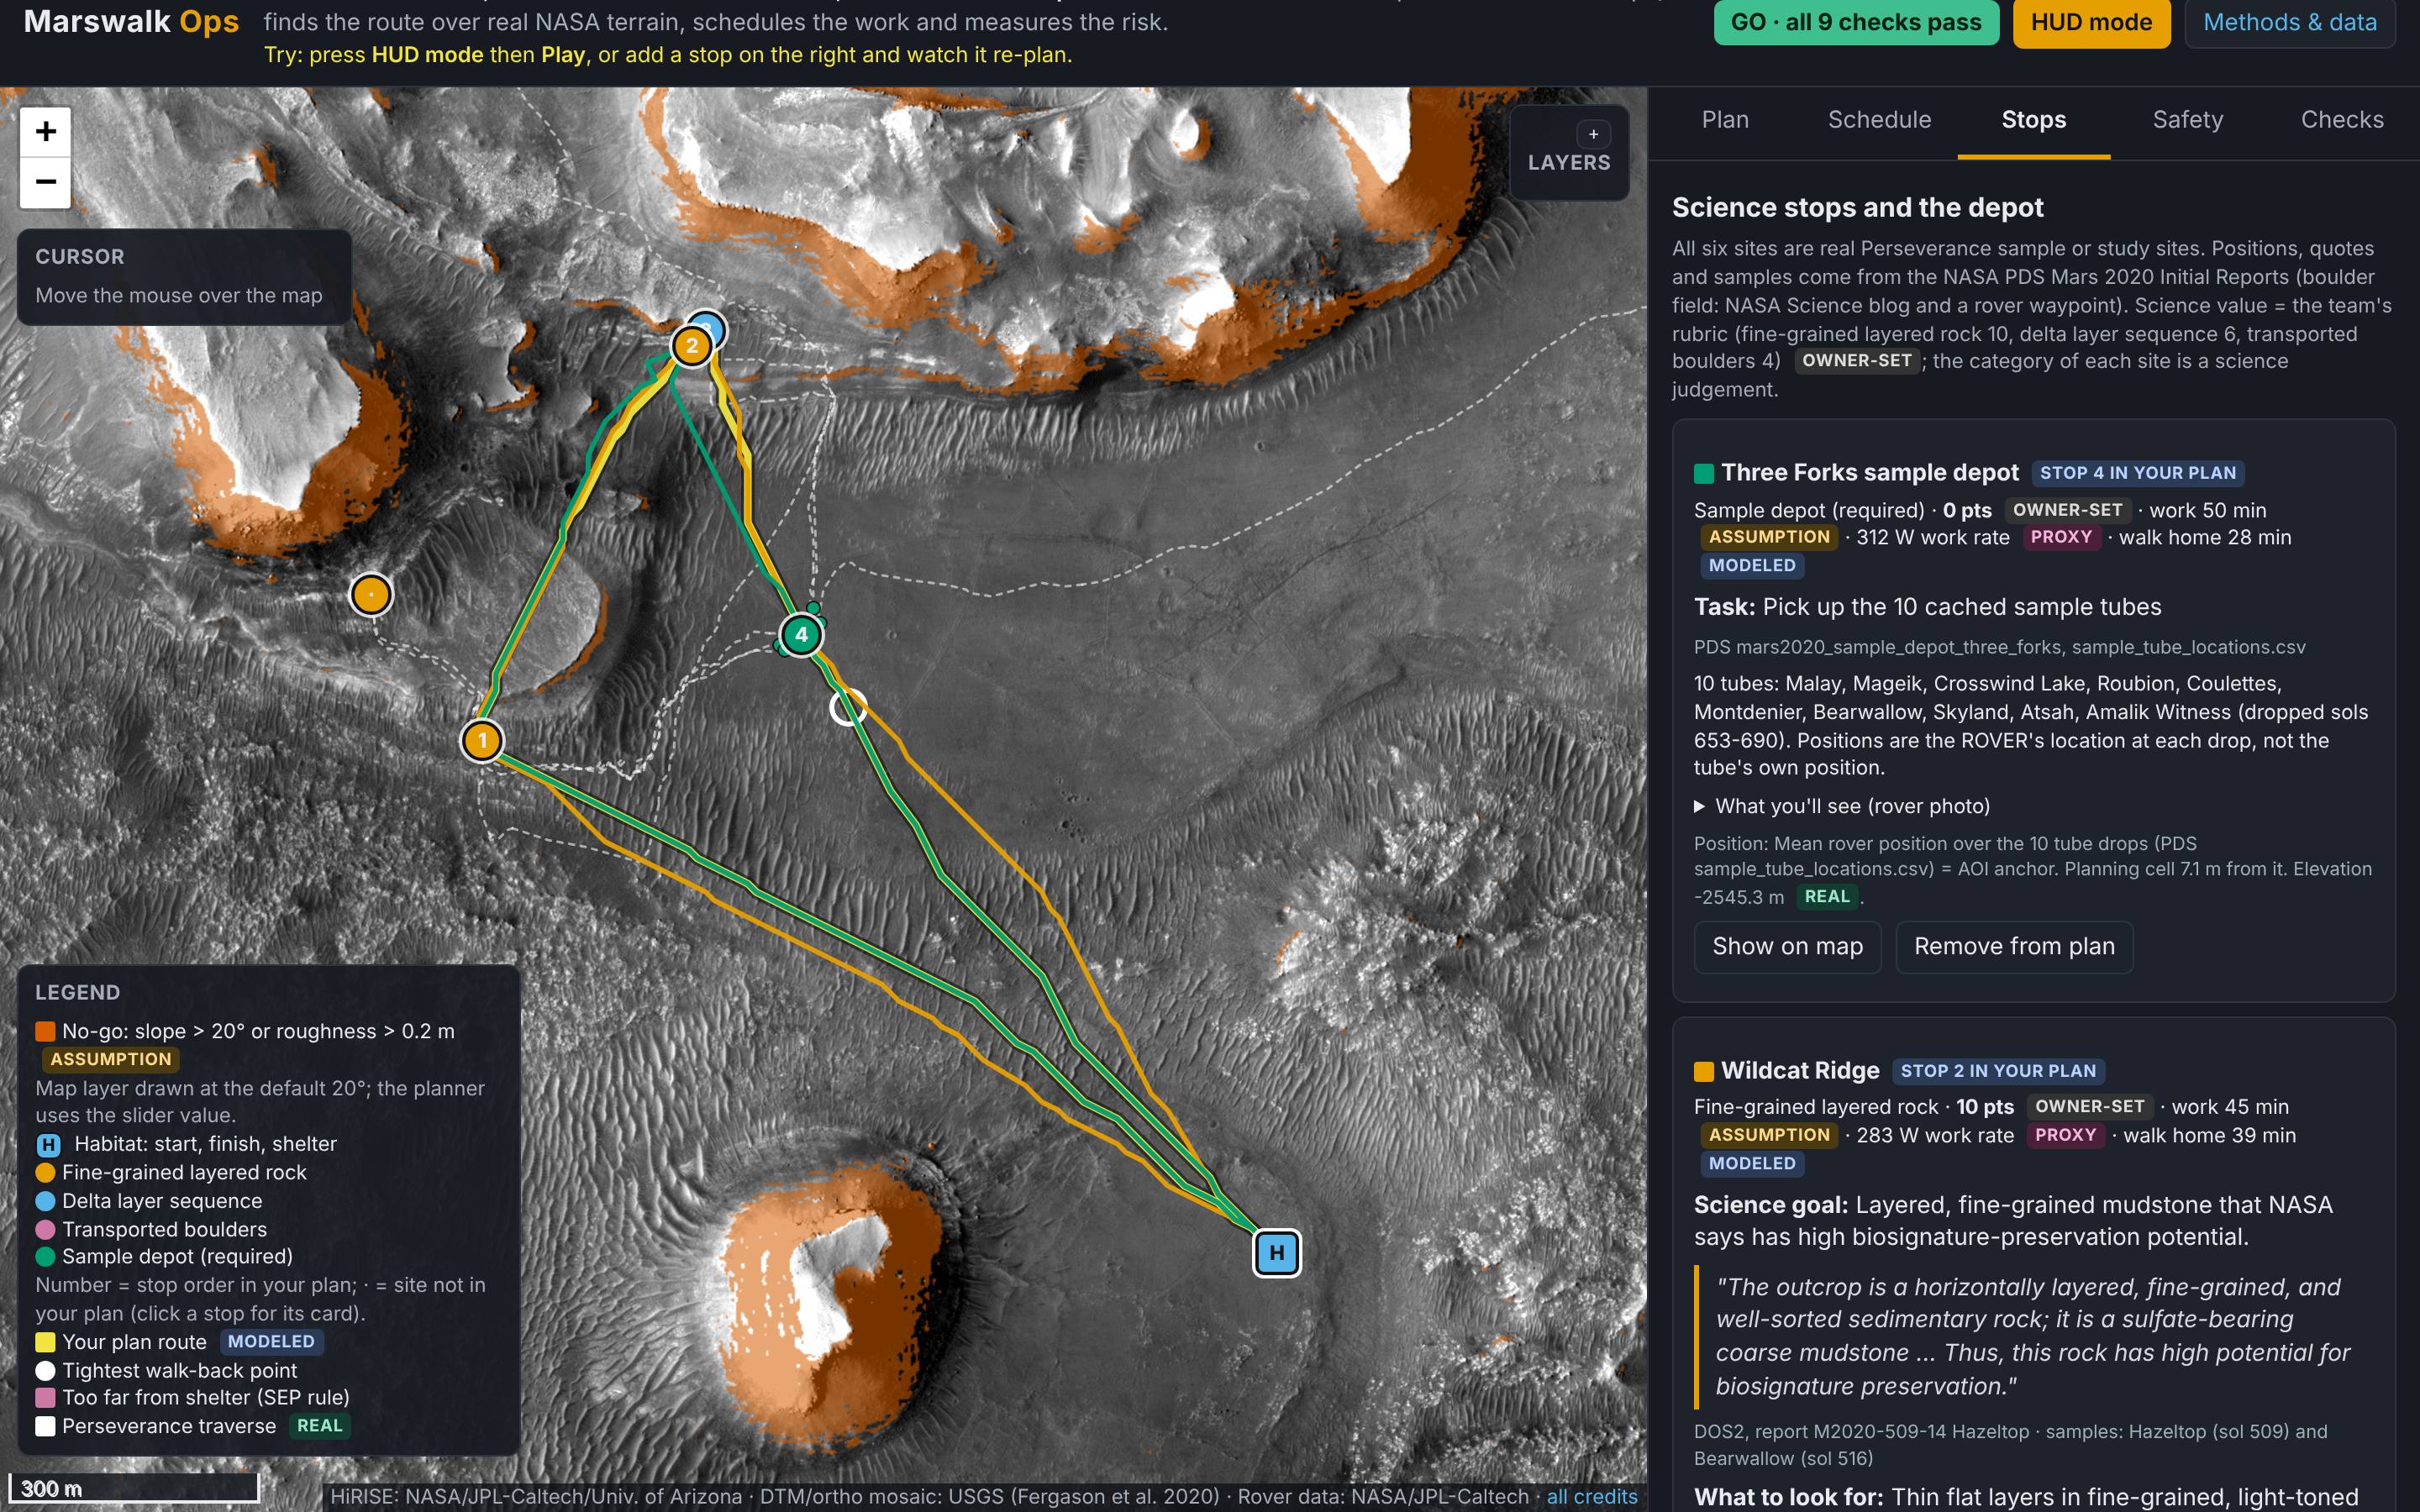 Marswalk Ops
finds the route over real NASA terrain, schedules the work and measures the risk.
Try: press HUD mode then Play, or add a stop on the right and watch it re-plan.
GO · all 9 checks pass
HUD mode
Methods & data
+
−
CURSOR
Move the mouse over the map
+
LAYERS
2
4
1
H
LEGEND
No-go: slope > 20° or roughness > 0.2 m
ASSUMPTION
Map layer drawn at the default 20°; the planner
uses the slider value.
H Habitat: start, finish, shelter
Fine-grained layered rock
Delta layer sequence
Transported boulders
Sample depot (required)
Number = stop order in your plan; · = site not in
your plan (click a stop for its card).
Your plan route MODELED
Tightest walk-back point
Too far from shelter (SEP rule)
Perseverance traverse REAL
300 m
HiRISE: NASA/JPL-Caltech/Univ. of Arizona · DTM/ortho mosaic: USGS (Fergason et al. 2020) · Rover data: NASA/JPL-Caltech · all credits
Plan Schedule Stops Safety Checks
Science stops and the depot
All six sites are real Perseverance sample or study sites. Positions, quotes
and samples come from the NASA PDS Mars 2020 Initial Reports (boulder
field: NASA Science blog and a rover waypoint). Science value = the team's
rubric (fine-grained layered rock 10, delta layer sequence 6, transported
boulders 4) OWNER-SET; the category of each site is a science
judgement.
Three Forks sample depot STOP 4 IN YOUR PLAN
Sample depot (required) · 0 pts OWNER-SET · work 50 min
ASSUMPTION · 312 W work rate PROXY · walk home 28 min
MODELED
Task: Pick up the 10 cached sample tubes
PDS mars2020_sample_depot_three_forks, sample_tube_locations.csv
10 tubes: Malay, Mageik, Crosswind Lake, Roubion, Coulettes,
Montdenier, Bearwallow, Skyland, Atsah, Amalik Witness (dropped sols
653-690). Positions are the ROVER's location at each drop, not the
tube's own position.
▶ What you'll see (rover photo)
Position: Mean rover position over the 10 tube drops (PDS
sample_tube_locations.csv) = AOI anchor. Planning cell 7.1 m from it. Elevation
-2545.3 m REAL.
Show on map
Remove from plan
Wildcat Ridge STOP 2 IN YOUR PLAN
Fine-grained layered rock · 10 pts OWNER-SET · work 45 min
ASSUMPTION · 283 W work rate PROXY · walk home 39 min
MODELED
Science goal: Layered, fine-grained mudstone that NASA
says has high biosignature-preservation potential.
"The outcrop is a horizontally layered, fine-grained, and
well-sorted sedimentary rock; it is a sulfate-bearing
coarse mudstone ... Thus, this rock has high potential for
biosignature preservation."
DOS2, report M2020-509-14 Hazeltop · samples: Hazeltop (sol 509) and
Bearwallow (sol 516)
What to look for: Thin flat layers in fine-grained, light-toned